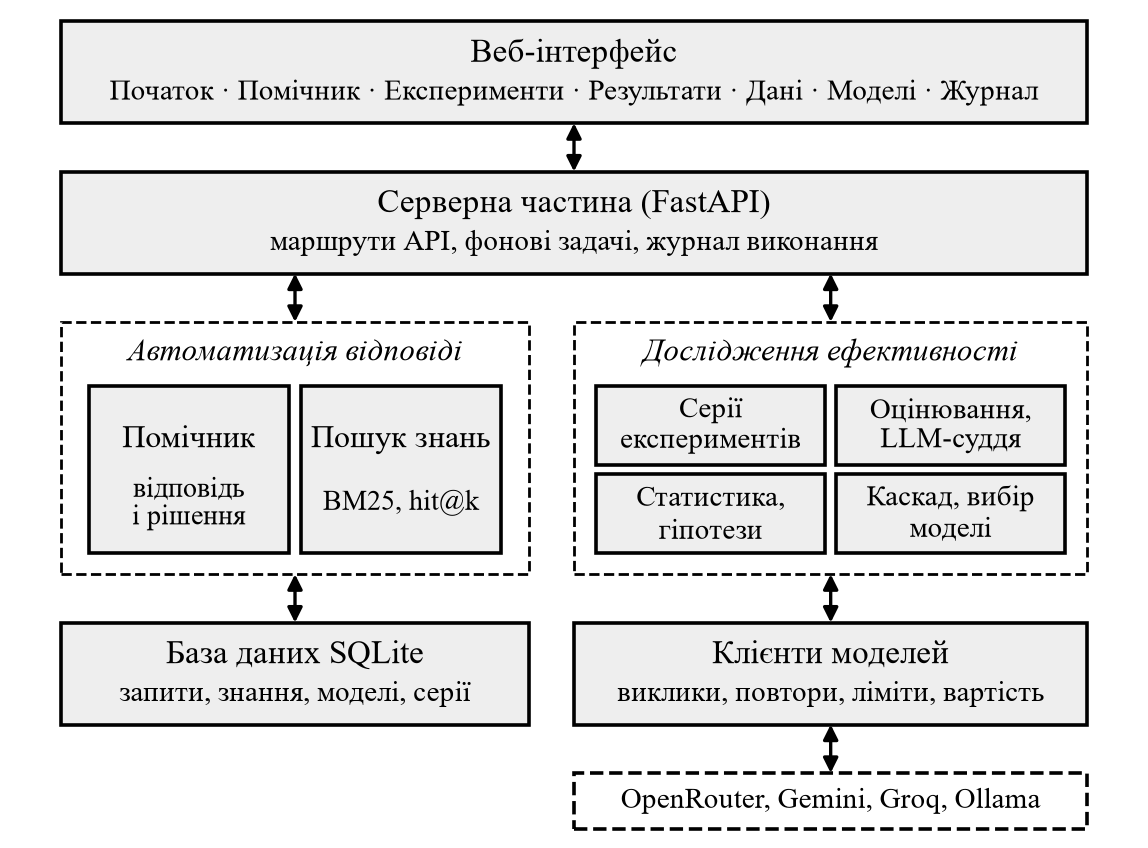 Веб-інтерфейс
Початок · Помічник · Експерименти · Результати · Дані · Моделі · Журнал
Серверна частина (FastAPI)
маршрути API, фонові задачі, журнал виконання
Автоматизація відповіді
Помічник
відповідь
і рішення
Пошук знань
BM25, hit@k
Дослідження ефективності
Серії
експериментів
Оцінювання,
LLM-суддя
Статистика,
гіпотези
Каскад, вибір
моделі
База даних SQLite
запити, знання, моделі, серії
Клієнти моделей
виклики, повтори, ліміти, вартість
OpenRouter, Gemini, Groq, Ollama